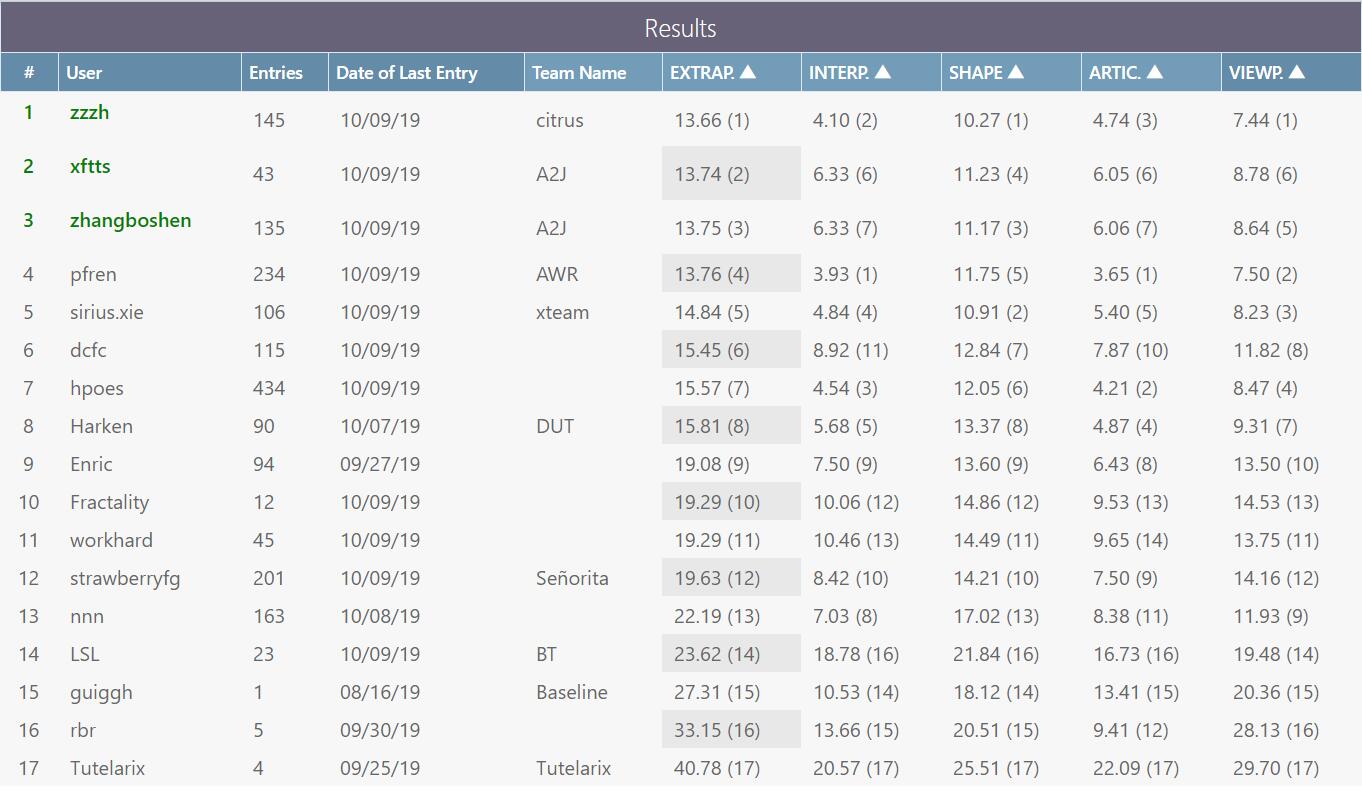 Results
# User Entries Date of Last Entry Team Name EXTRAP. ▲ INTERP. ▲ SHAPE ▲ ARTIC. ▲ VIEWP. ▲
1 zzzh 145 10/09/19 citrus 13.66 (1) 4.10 (2) 10.27 (1) 4.74 (3) 7.44 (1)
2 xftts 43 10/09/19 A2J 13.74 (2) 6.33 (6) 11.23 (4) 6.05 (6) 8.78 (6)
3 zhangboshen 135 10/09/19 A2J 13.75 (3) 6.33 (7) 11.17 (3) 6.06 (7) 8.64 (5)
4 pfren 234 10/09/19 AWR 13.76 (4) 3.93 (1) 11.75 (5) 3.65 (1) 7.50 (2)
5 sirius.xie 106 10/09/19 xteam 14.84 (5) 4.84 (4) 10.91 (2) 5.40 (5) 8.23 (3)
6 dcfc 115 10/09/19 15.45 (6) 8.92 (11) 12.84 (7) 7.87 (10) 11.82 (8)
7 hpoes 434 10/09/19 15.57 (7) 4.54 (3) 12.05 (6) 4.21 (2) 8.47 (4)
8 Harken 90 10/07/19 DUT 15.81 (8) 5.68 (5) 13.37 (8) 4.87 (4) 9.31 (7)
9 Enric 94 09/27/19 19.08 (9) 7.50 (9) 13.60 (9) 6.43 (8) 13.50 (10)
10 Fractality 12 10/09/19 19.29 (10) 10.06 (12) 14.86 (12) 9.53 (13) 14.53 (13)
11 workhard 45 10/09/19 19.29 (11) 10.46 (13) 14.49 (11) 9.65 (14) 13.75 (11)
12 strawberryfg 201 10/09/19 Señorita 19.63 (12) 8.42 (10) 14.21 (10) 7.50 (9) 14.16 (12)
13 nnn 163 10/08/19 22.19 (13) 7.03 (8) 17.02 (13) 8.38 (11) 11.93 (9)
14 LSL 23 10/09/19 BT 23.62 (14) 18.78 (16) 21.84 (16) 16.73 (16) 19.48 (14)
15 guiggh 1 08/16/19 Baseline 27.31 (15) 10.53 (14) 18.12 (14) 13.41 (15) 20.36 (15)
16 rbr 5 09/30/19 33.15 (16) 13.66 (15) 20.51 (15) 9.41 (12) 28.13 (16)
17 Tutelarix 4 09/25/19 Tutelarix 40.78 (17) 20.57 (17) 25.51 (17) 22.09 (17) 29.70 (17)